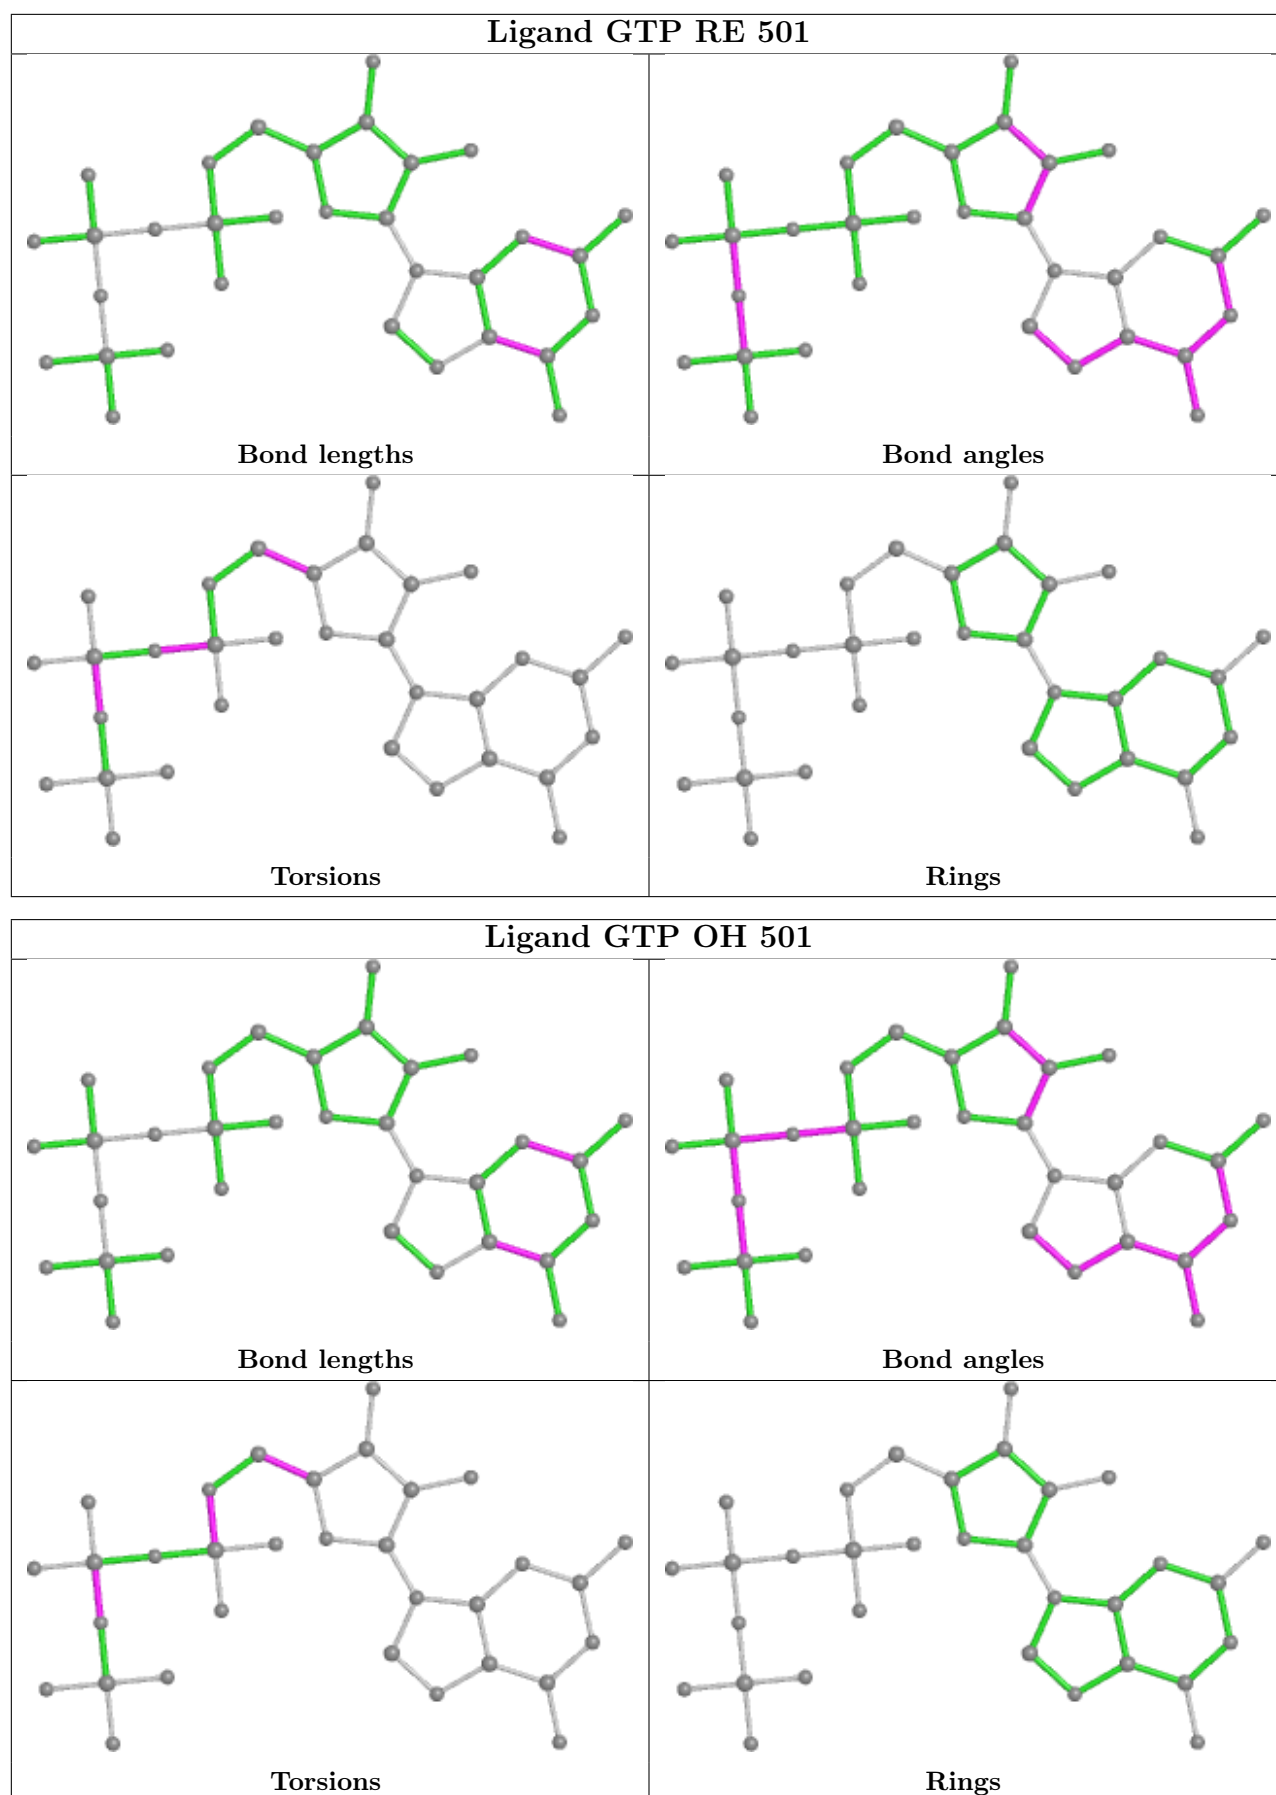 Ligand GTP RE 501
Bond lengths
Bond angles
Torsions
Rings
Ligand GTP OH 501
Bond lengths
Bond angles
Torsions
Rings